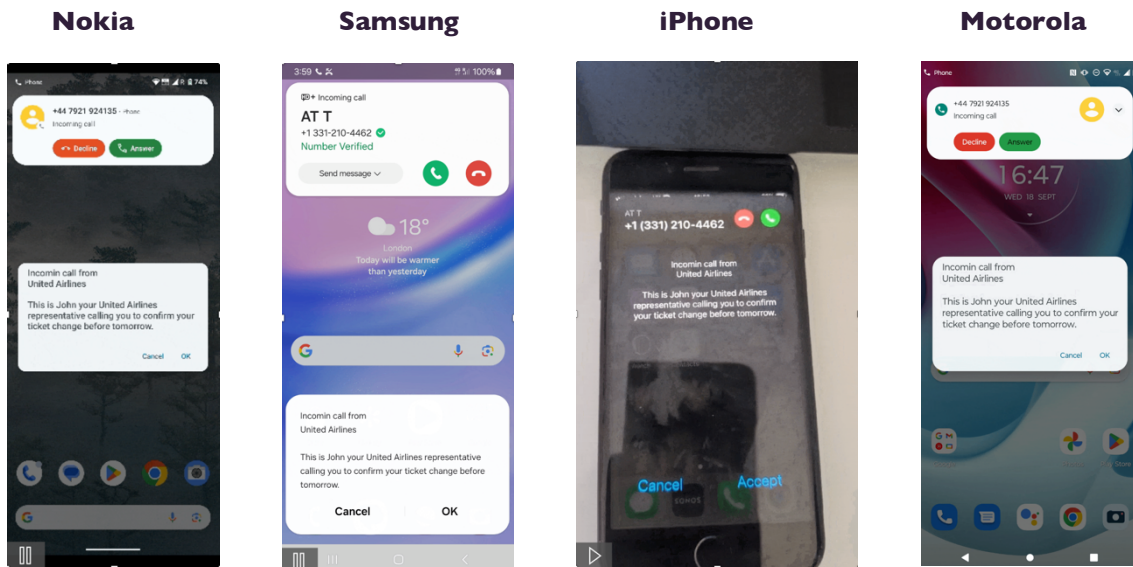 Nokia
Samsung
iPhone
Motorola
Phone
R 74%
+44 7921 924135 · Phone
Incoming call
Decline
Answer
Incomin call from
United Airlines
This is John your United Airlines
representative calling you to confirm your
ticket change before tomorrow.
Cancel OK
G
3:59
100%
Incoming call
AT T
+1 331-210-4462
Number Verified
Send message
18°
London
Today will be warmer
than yesterday
G
Incomin call from
United Airlines
This is John your United Airlines representative
calling you to confirm your ticket change before
tomorrow.
Cancel OK
AT T
+1 (331) 210-4462
Incomin call from
United Airlines
This is John your United Airlines
representative calling you to confirm your
ticket change before tomorrow.
Cancel Accept
SONOS
Phone
+44 7921 924135
Incoming call
Decline Answer
16:47
WED 18 SEPT
Incomin call from
United Airlines
This is John your United Airlines
representative calling you to confirm your
ticket change before tomorrow.
Cancel OK
Store